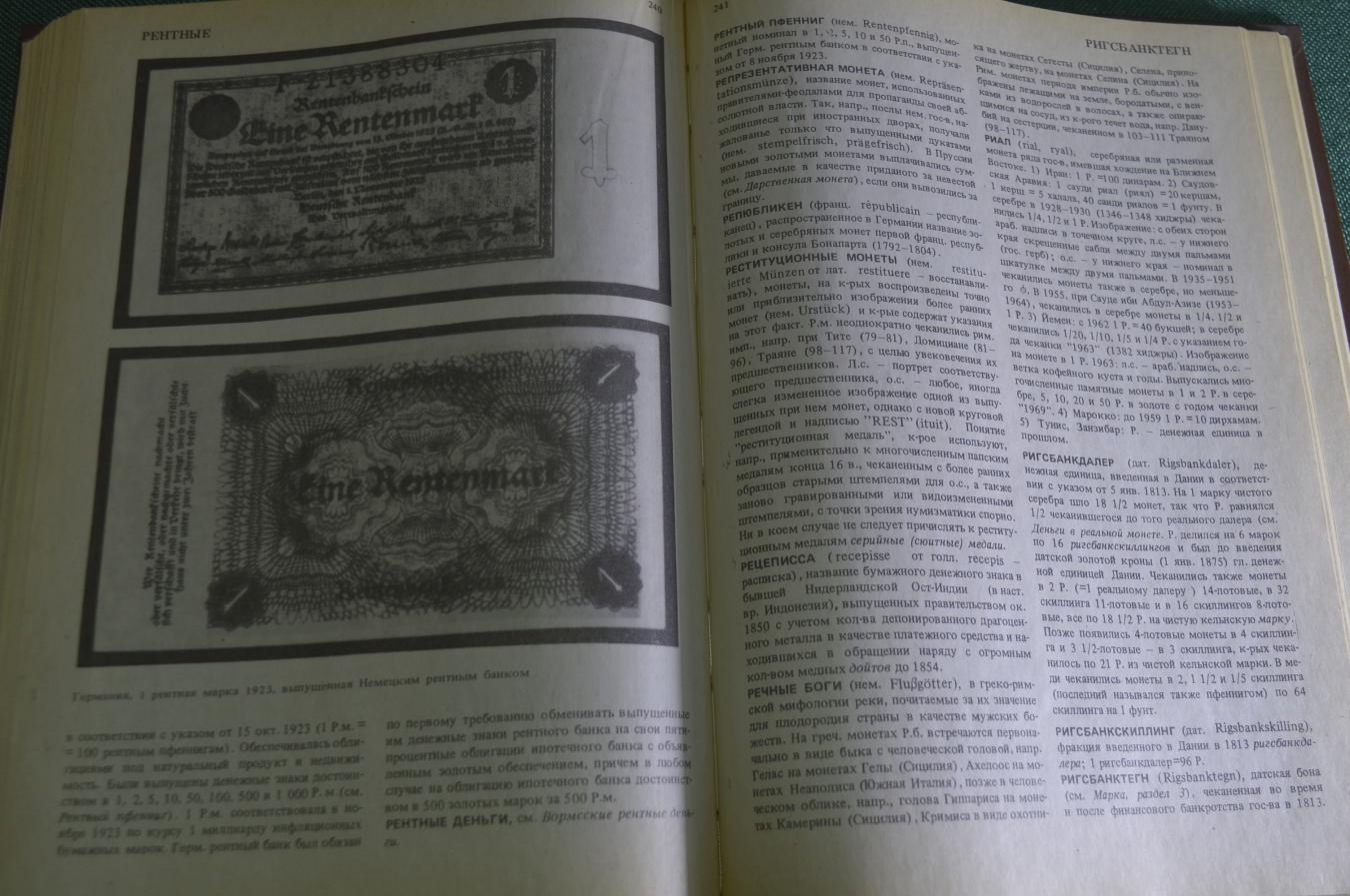 240
РЕНТНЫЕ
F·21388304
1
Rentenbankschein
Eine Rentenmark
1
Rentenmark
Германия, 1 рентная марка 1923, выпущенная Немецким рентным банком
в соответствии с указом от 15 окт. 1923 (1 Р.м. =
= 100 рентным пфеннигам). Обеспечивалась обли-
гациями под натуральный продукт и недвижи-
мость. Были выпущены денежные знаки достоин-
ством в 1, 2, 5, 10, 50, 100, 500 и 1 000 Р.м (см.
Рентный пфенниг). 1 Р.м. соответствовала в но-
ябре 1923 по курсу 1 миллиарду инфляционных
бумажных марок. Герм. рентный банк был обязан
по первому требованию обменивать выпущенные
им денежные знаки рентного банка на свои пяти-
процентные облигации ипотечного банка с объяв-
ленным золотым обеспечением, причем в любом
случае на облигацию ипотечного банка достоинст-
вом в 500 золотых марок за 500 Р.м.
РЕНТНЫЕ ДЕНЬГИ, см. Вормсские рентные день-
ги.
241
РИГСБАНКТЕГН
РЕНТНЫЙ ПФЕННИГ (нем. Rentenpfennig), мо-
нетный номинал в 1, 2, 5, 10 и 50 Р.п., выпущен-
ный Герм. рентным банком в соответствии с ука-
зом от 8 ноября 1923.
РЕПРЕЗЕНТАТИВНАЯ МОНЕТА (нем. Repräsen-
tationsmünze), название монет, использованных
правителями-феодалами для пропаганды своей аб-
солютной власти. Так, напр., послы нем. гос-в, на-
ходившиеся при иностранных дворах, получали
жалованье только что выпущенными дукатами
(нем. stempelfrisch, prägefrisch). В Пруссии
новыми золотыми монетами выплачивались сум-
мы, даваемые в качестве приданого за невестой
(см. Дарственная монета), если они вывозились за
границу.
РЕПЮБЛИКЕН (франц. républicain – республи-
канец), распространенное в Германии название зо-
лотых и серебряных монет первой франц. респуб-
лики и консула Бонапарта (1792–1804).
РЕСТИТУЦИОННЫЕ МОНЕТЫ (нем. restitu-
ierte Münzen от лат. restituere – восстанавли-
вать), монеты, на к-рых воспроизведены точно
или приблизительно изображения более ранних
монет (нем. Urstück) и к-рые содержат указания
на этот факт. Р.м. неоднократно чеканились рим.
имп., напр. при Тите (79–81), Домициане (81–
96), Траяне (98–117), с целью увековечения их
предшественников. Л.с. – портрет соответству-
ющего предшественника, о.с. – любое, иногда
слегка измененное изображение одной из выпу-
щенных при нем монет, однако с новой круговой
легендой и надписью "REST" (ituit). Понятие
"реституционная медаль", к-рое используют,
напр., применительно к многочисленным папским
медалям конца 16 в., чеканенным с более ранних
образцов старыми штемпелями для о.с., а также
заново гравированными или видоизмененными
штемпелями, с точки зрения нумизматики спорно.
Ни в коем случае не следует причислять к реститу-
ционным медалям серийные (сюитные) медали.
РЕЦЕПИССА (recepisse от голл. recepis –
расписка), название бумажного денежного знака в
бывшей Нидерландской Ост-Индии (в наст.
вр. Индонезия), выпущенных правительством ок.
1850 с учетом кол-ва депонированного драгоцен-
ного металла в качестве платежного средства и на-
ходившихся в обращении наряду с огромным
кол-вом медных дойтов до 1854.
РЕЧНЫЕ БОГИ (нем. Flußgötter), в греко-рим-
ской мифологии реки, почитаемые за их значение
для плодородия страны в качестве мужских бо-
жеств. На греч. монетах Р.б. встречаются первона-
чально в виде быка с человеческой головой, напр.
Гелас на монетах Гелы (Сицилия), Ахелоос на мо-
нетах Неаполиса (Южная Италия), позже в челове-
ческом облике, напр., голова Гиппариса на моне-
тах Камерины (Сицилия), Кримиса в виде охотни-
ка на монетах Сегесты (Сицилия), Селена, прино-
сящего жертву, на монетах Селина (Сицилия). На
Рим. монетах периода империи Р.б. обычно изо-
бражены лежащими на земле, бородатыми, с вен-
ками из водорослей в волосах, а также опираю-
щимися на сосуд, из к-рого течет вода, напр. Дану-
бий на сестерции, чеканенном в 103–111 Траяном
(98–117).
РИАЛ (rial, ryal), серебряная или разменная
монета ряда гос-в, имевшая хождение на Ближнем
Востоке. 1) Иран: 1 Р. =100 динарам. 2) Саудов-
ская Аравия: 1 сауди риал (риял) =20 керцам,
1 керц = 5 халала, 40 саиди риалов = 1 фунту. В
серебре в 1928–1930 (1346–1348 хиджры) чека-
нились 1/4, 1/2 и 1 Р. Изображение: с обеих сторон
араб. надписи в точечном круге, л.с. – у нижнего
края скрещенные сабли между двумя пальмами
(гос. герб); о.с. – у нижнего края – номинал в
шкатулке между двумя пальмами. В 1935–1951
чеканились монеты также в серебре, но меньше-
го ф. В 1955, при Сауде ибн Абдул-Азизе (1953–
1964), чеканились в серебре монеты в 1/4, 1/2 и
1 Р. 3) Йемен: с 1962 1 Р. =40 букшей; в серебре
чеканились 1/20, 1/10, 1/5 и 1/4 Р. с указанием го-
да чеканки "1963" (1382 хиджры). Изображение
на монете в 1 Р. 1963: л.с. – араб. надпись, о.с. –
ветка кофейного куста и годы. Выпускались мно-
гочисленные памятные монеты в 1 и 2 Р. в сере-
бре, 5, 10, 20 и 50 Р. в золоте с годом чеканки
"1969". 4) Марокко: до 1959 1 Р. =10 дирхамам.
5) Тунис, Занзибар: Р. – денежная единица в
прошлом.
РИГСБАНКДАЛЕР (дат. Rigsbankdaler), де-
нежная единица, введенная в Дании в соответст-
вии с указом от 5 янв. 1813. На 1 марку чистого
серебра шло 18 1/2 монет, так что Р. равнялся
1/2 чеканившегося до того реального далера (см.
Деньги в реальной монете. Р. делился на 6 марок
по 16 ригсбанкскиллингов и был до введения
датской золотой кроны (1 янв. 1875) гл. денеж-
ной единицей Дании. Чеканились также монеты
в 2 Р. (=1 реальному далеру ) 14-лотовые, в 32
скиллинга 11-лотовые и в 16 скиллингов 8-лото-
вые, все по 18 1/2 Р. на чистую кельнскую марку.
Позже появились 4-лотовые монеты в 4 скиллин-
га и 3 1/2-лотовые – в 3 скиллинга, к-рых чека-
нилось по 21 Р. из чистой кельнской марки. В ме-
ди чеканились монеты в 2, 1 1/2 и 1/5 скиллинга
(последний назывался также пфеннигом) по 64
скиллинга на 1 фунт.
РИГСБАНКСКИЛЛИНГ (дат. Rigsbankskilling),
фракция введенного в Дании в 1813 ригсбанкда-
лера; 1 ригсбанкдалер=96 Р.
РИГСБАНКТЕГН (Rigsbanktegn), датская бона
(см. Марка, раздел 3), чеканенная во время
и после финансового банкротства гос-ва в 1813.